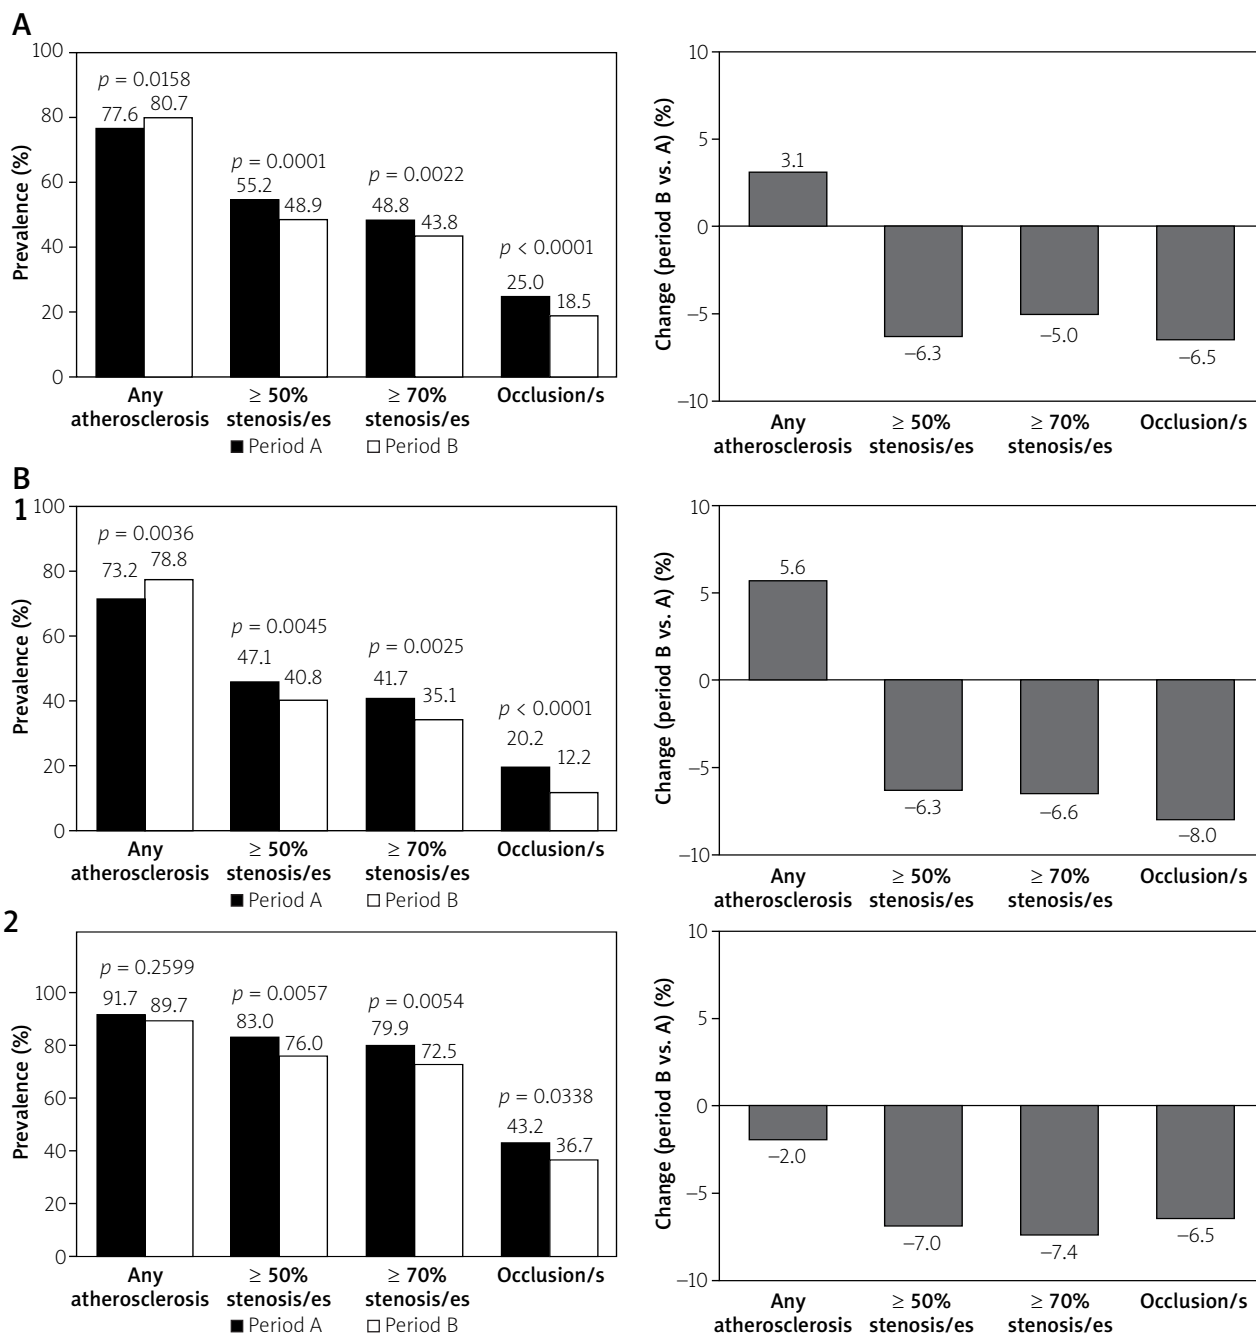 A
100
80
60
40
20
0
Prevalence (%)
p = 0.0158
77.6 80.7
p = 0.0001
55.2
48.9
p = 0.0022
48.8
43.8
p < 0.0001
25.0
18.5
Any
atherosclerosis
≥ 50%
stenosis/es
≥ 70%
stenosis/es
Occlusion/s
Period A Period B
10
5
0
–5
–10
Change (period B vs. A) (%)
3.1
–6.3
–5.0
–6.5
Any
atherosclerosis
≥ 50%
stenosis/es
≥ 70%
stenosis/es
Occlusion/s
B
1
100
80
60
40
20
0
Prevalence (%)
p = 0.0036
73.2 78.8
p = 0.0045
47.1
40.8
p = 0.0025
41.7
35.1
p < 0.0001
20.2
12.2
Any
atherosclerosis
≥ 50%
stenosis/es
≥ 70%
stenosis/es
Occlusion/s
Period A Period B
10
5
0
–5
–10
Change (period B vs. A) (%)
5.6
–6.3
–6.6
–8.0
Any
atherosclerosis
≥ 50%
stenosis/es
≥ 70%
stenosis/es
Occlusion/s
2
100
80
60
40
20
0
Prevalence (%)
p = 0.2599
91.7 89.7
p = 0.0057
83.0
76.0
p = 0.0054
79.9
72.5
p = 0.0338
43.2
36.7
Any
atherosclerosis
≥ 50%
stenosis/es
≥ 70%
stenosis/es
Occlusion/s
Period A Period B
10
5
0
–5
–10
Change (period B vs. A) (%)
–2.0
–7.0
–7.4
–6.5
Any
atherosclerosis
≥ 50%
stenosis/es
≥ 70%
stenosis/es
Occlusion/s